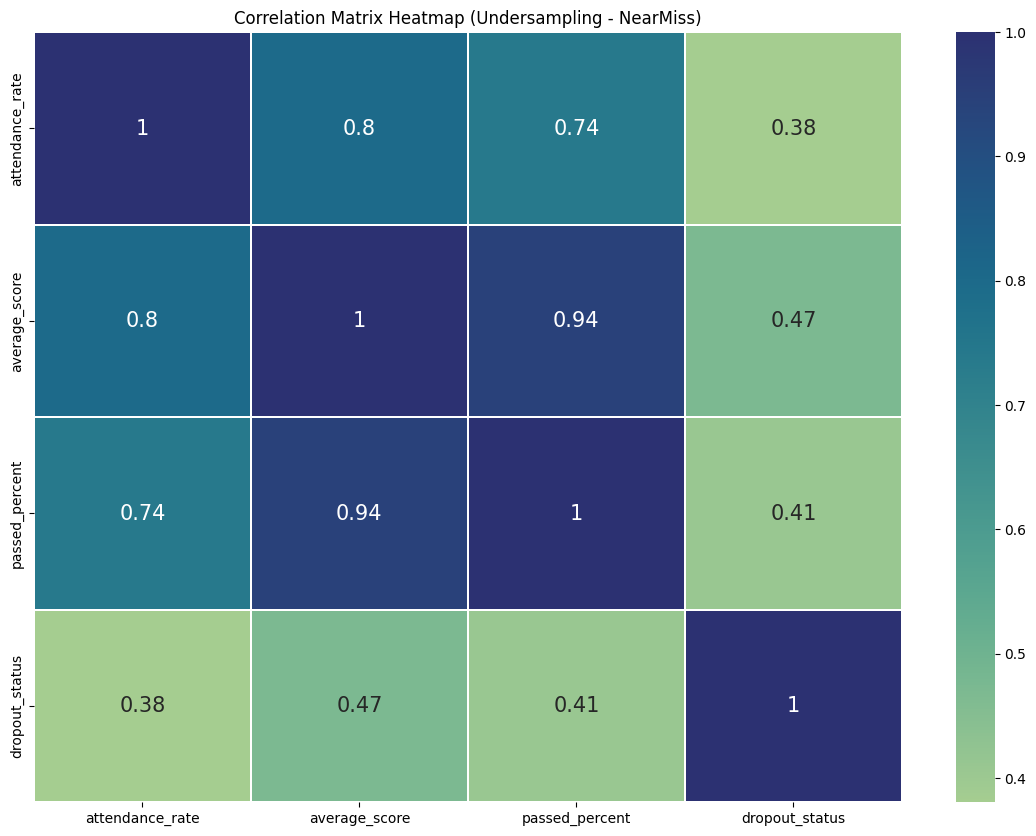 Correlation Matrix Heatmap (Undersampling - NearMiss)
attendance_rate
1
0.8
0.74
0.38
average_score
0.8
1
0.94
0.47
passed_percent
0.74
0.94
1
0.41
dropout_status
0.38
0.47
0.41
1
attendance_rate
average_score
passed_percent
dropout_status
1.0
0.9
0.8
0.7
0.6
0.5
0.4